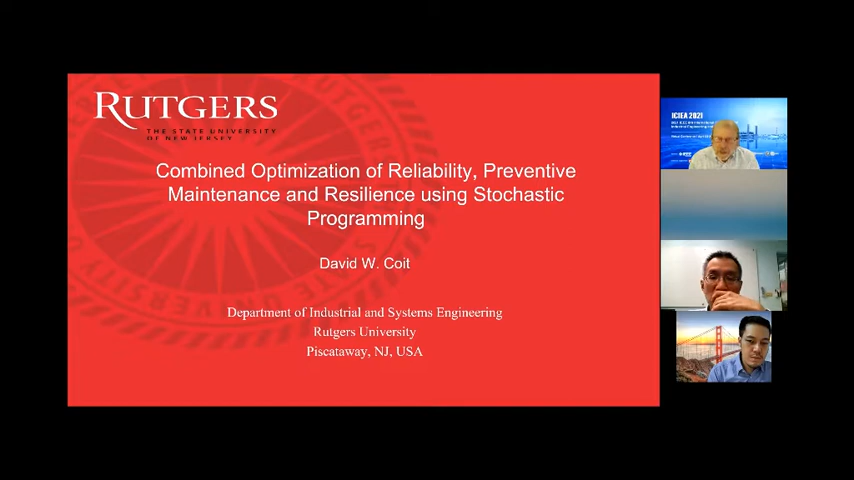 RUTGERS
THE STATE UNIVERSITY
OF NEW JERSEY
Combined Optimization of Reliability, Preventive
Maintenance and Resilience using Stochastic
Programming
David W. Coit
Department of Industrial and Systems Engineering
Rutgers University
Piscataway, NJ, USA
ICIEA 2021